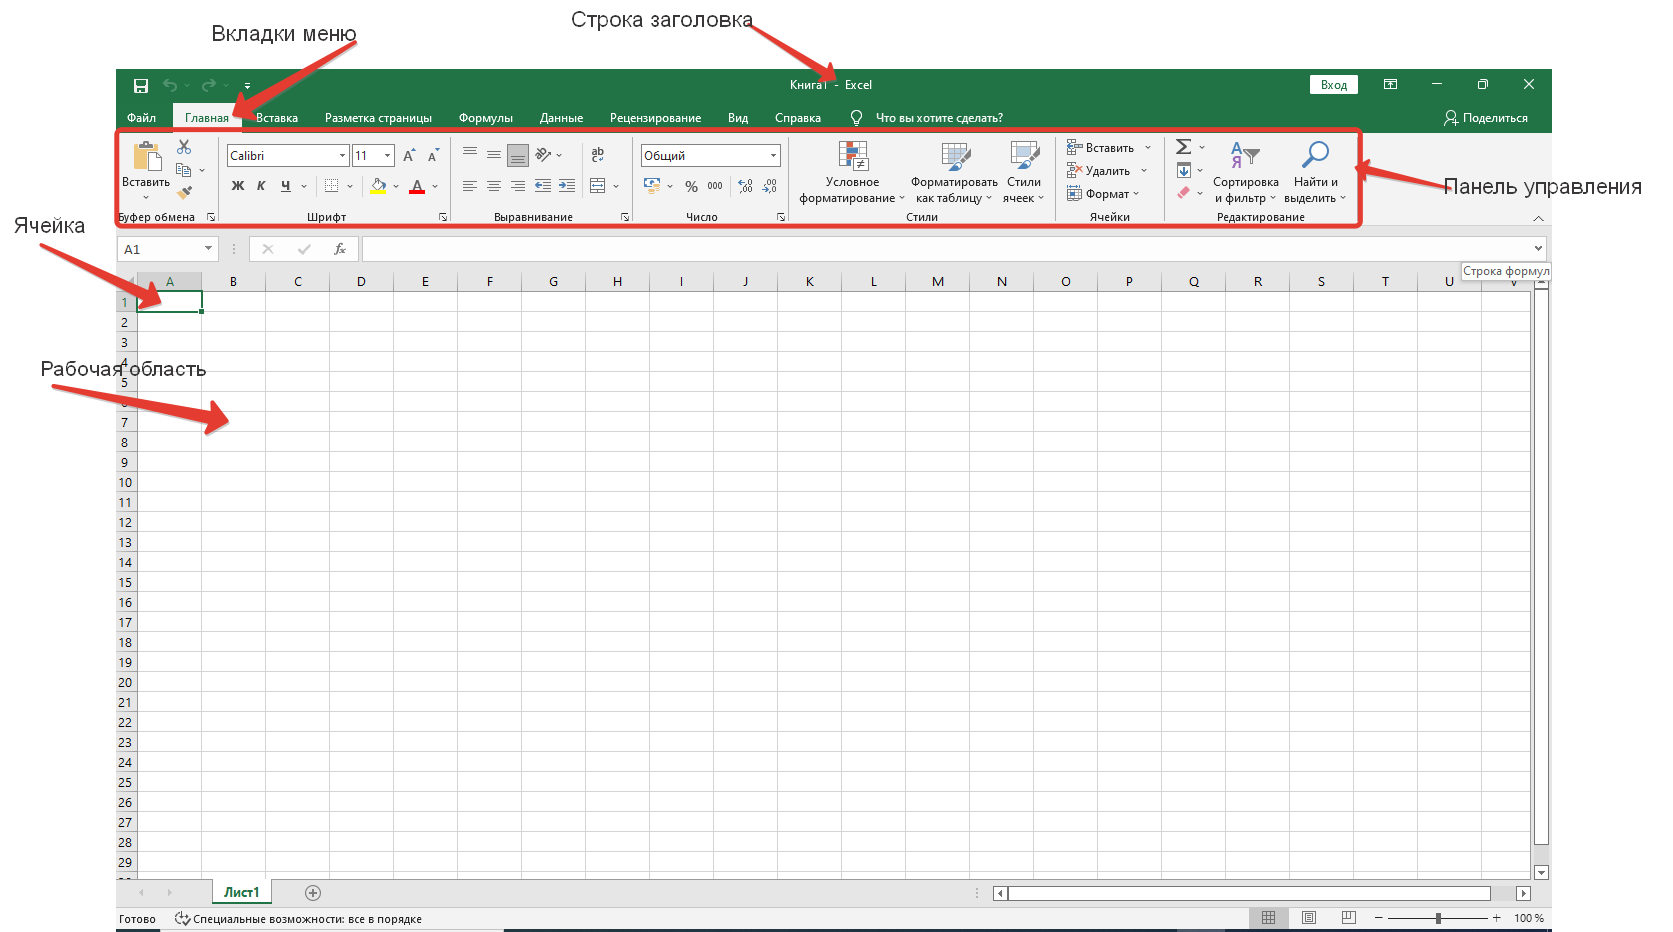 Строка заголовка
Вкладки меню
Книга1 - Excel
Вход
Файл Главная Вставка Разметка страницы Формулы Данные Рецензирование Вид Справка Что вы хотите сделать? Поделиться
Вставить
Буфер обмена
Calibri 11
Ж К Ч
Шрифт
ab
Выравнивание
Общий
% 000
Число
Условное
форматирование
Форматировать
как таблицу
Стили
ячеек
Стили
Вставить
Удалить
Формат
Ячейки
Сортировка
и фильтр
Найти и
выделить
Редактирование
Панель управления
Ячейка
A1 fx
Строка формул
A B C D E F G H I J K L M N O P Q R S T U V
1
2
3
4
Рабочая область
5
6
7
8
9
10
11
12
13
14
15
16
17
18
19
20
21
22
23
24
25
26
27
28
29
Лист1
Готово Специальные возможности: все в порядке 100 %